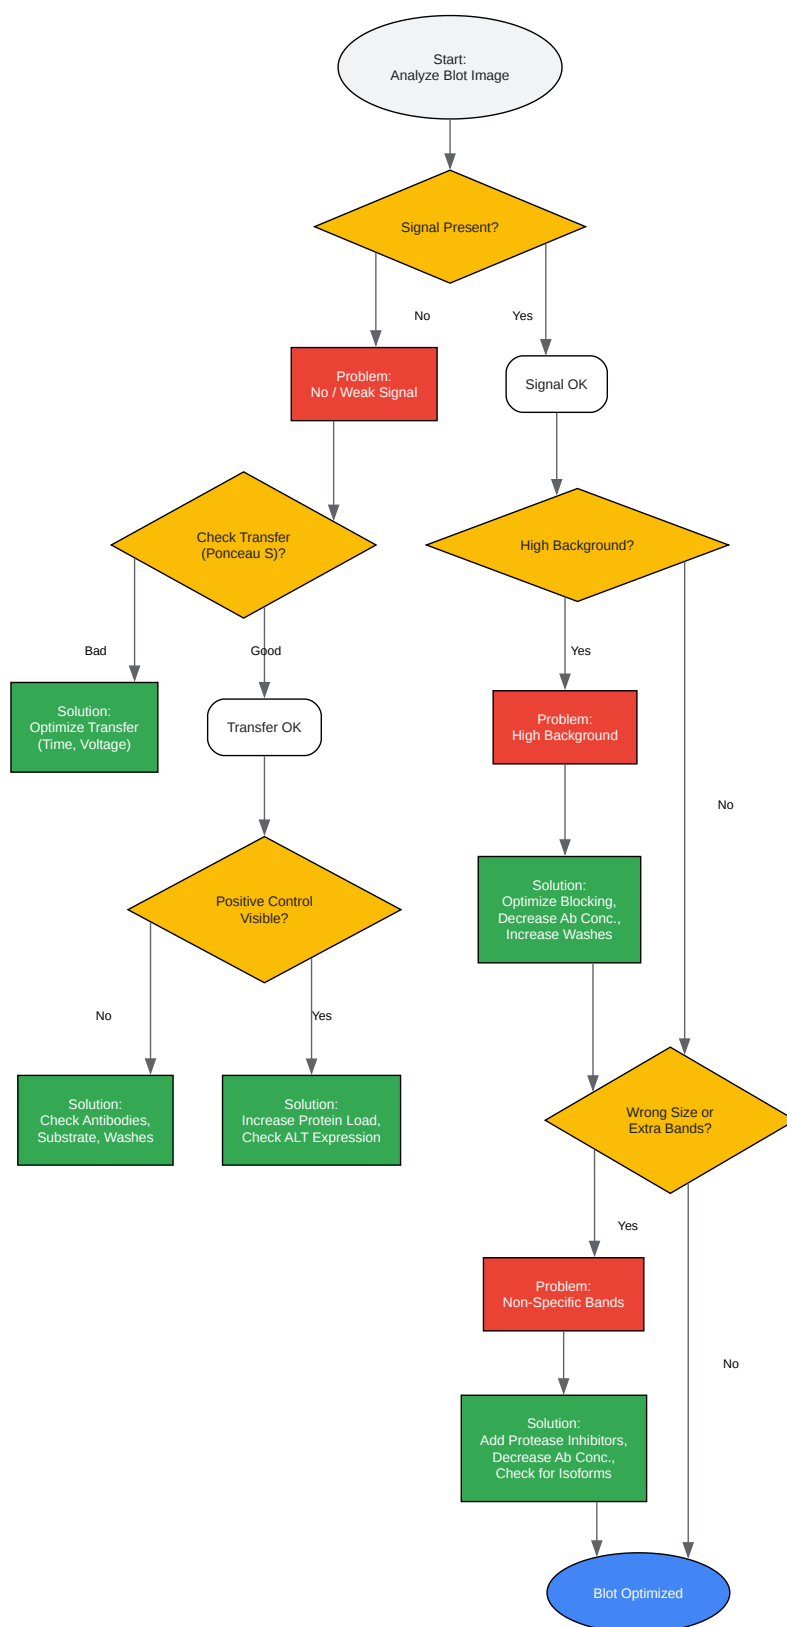 Start:
Analyze Blot Image
Signal Present?
No
Yes
Problem:
No / Weak Signal
Signal OK
Check Transfer
(Ponceau S)?
High Background?
Bad
Good
Yes
Solution:
Optimize Transfer
(Time, Voltage)
Transfer OK
Problem:
High Background
No
Positive Control
Visible?
Solution:
Optimize Blocking,
Decrease Ab Conc.,
Increase Washes
No
Yes
Solution:
Check Antibodies,
Substrate, Washes
Solution:
Increase Protein Load,
Check ALT Expression
Wrong Size or
Extra Bands?
Yes
Problem:
Non-Specific Bands
No
Solution:
Add Protease Inhibitors,
Decrease Ab Conc.,
Check for Isoforms
Blot Optimized